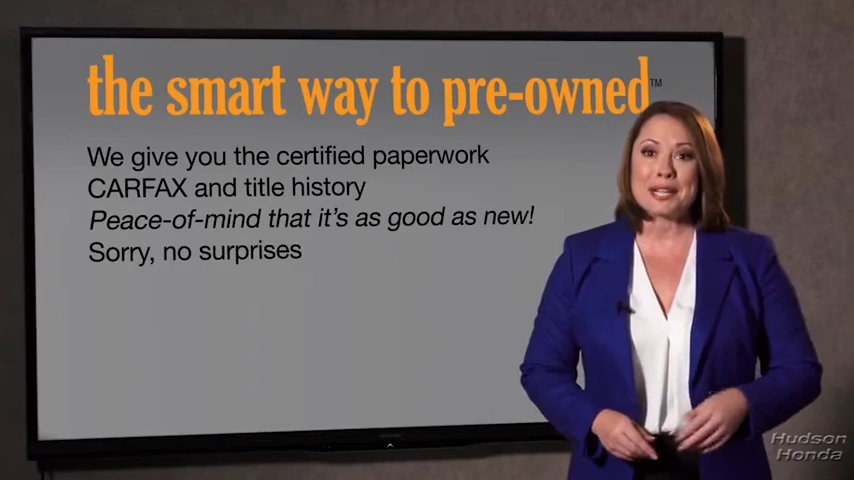 the smart way to pre-owned™
We give you the certified paperwork
CARFAX and title history
Peace-of-mind that it's as good as new!
Sorry, no surprises
Hudson
Honda